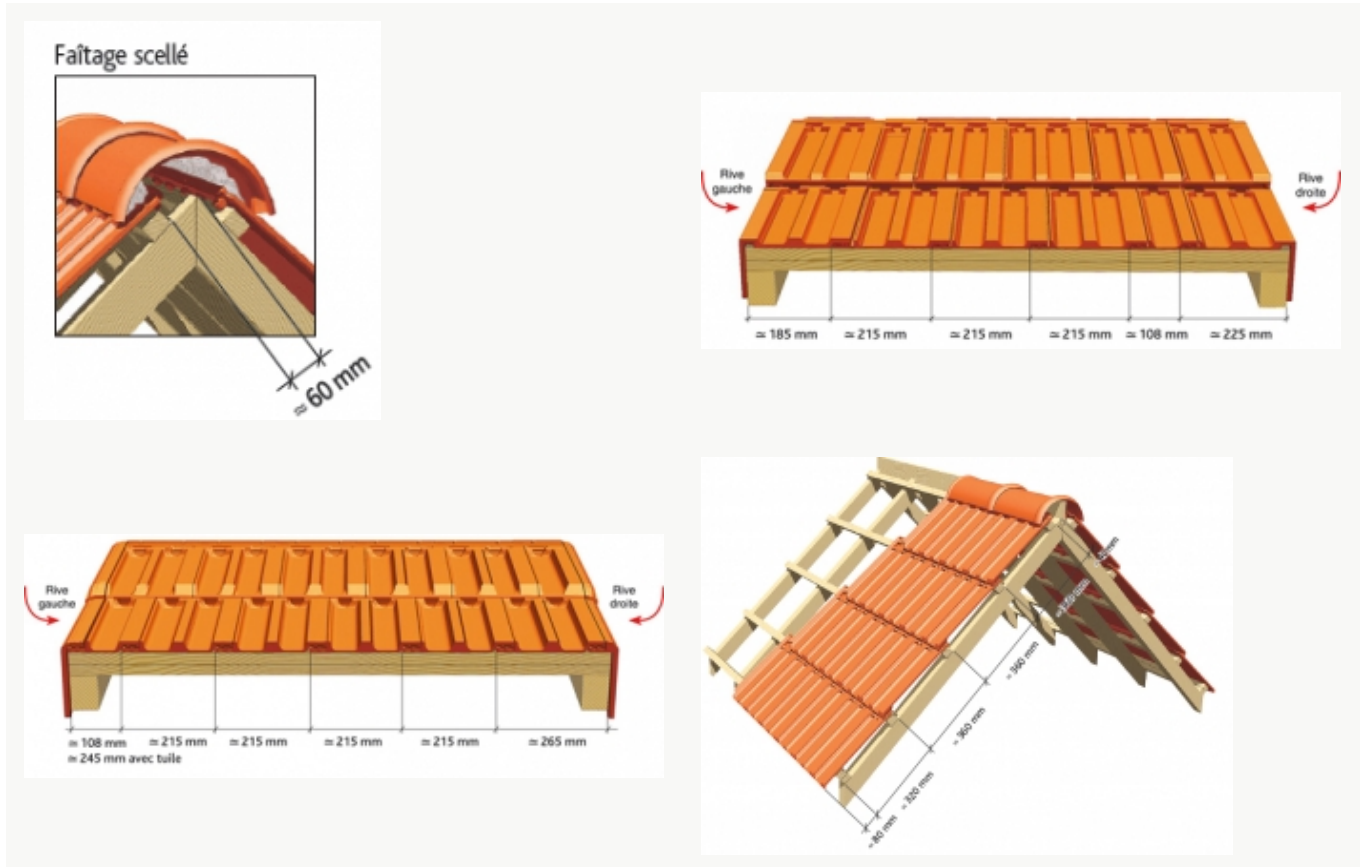 Faîtage scellé
≈ 60 mm
Rive
gauche
Rive
droite
≃ 185 mm ≃ 215 mm ≃ 215 mm ≃ 215 mm ≃ 108 mm ≃ 225 mm
Rive
gauche
Rive
droite
≃ 108 mm ≃ 215 mm ≃ 215 mm ≃ 215 mm ≃ 215 mm ≃ 265 mm
≃ 245 mm avec tuile
≈ 360 mm
≈ 360 mm
≈ 320 mm
≈ 80 mm